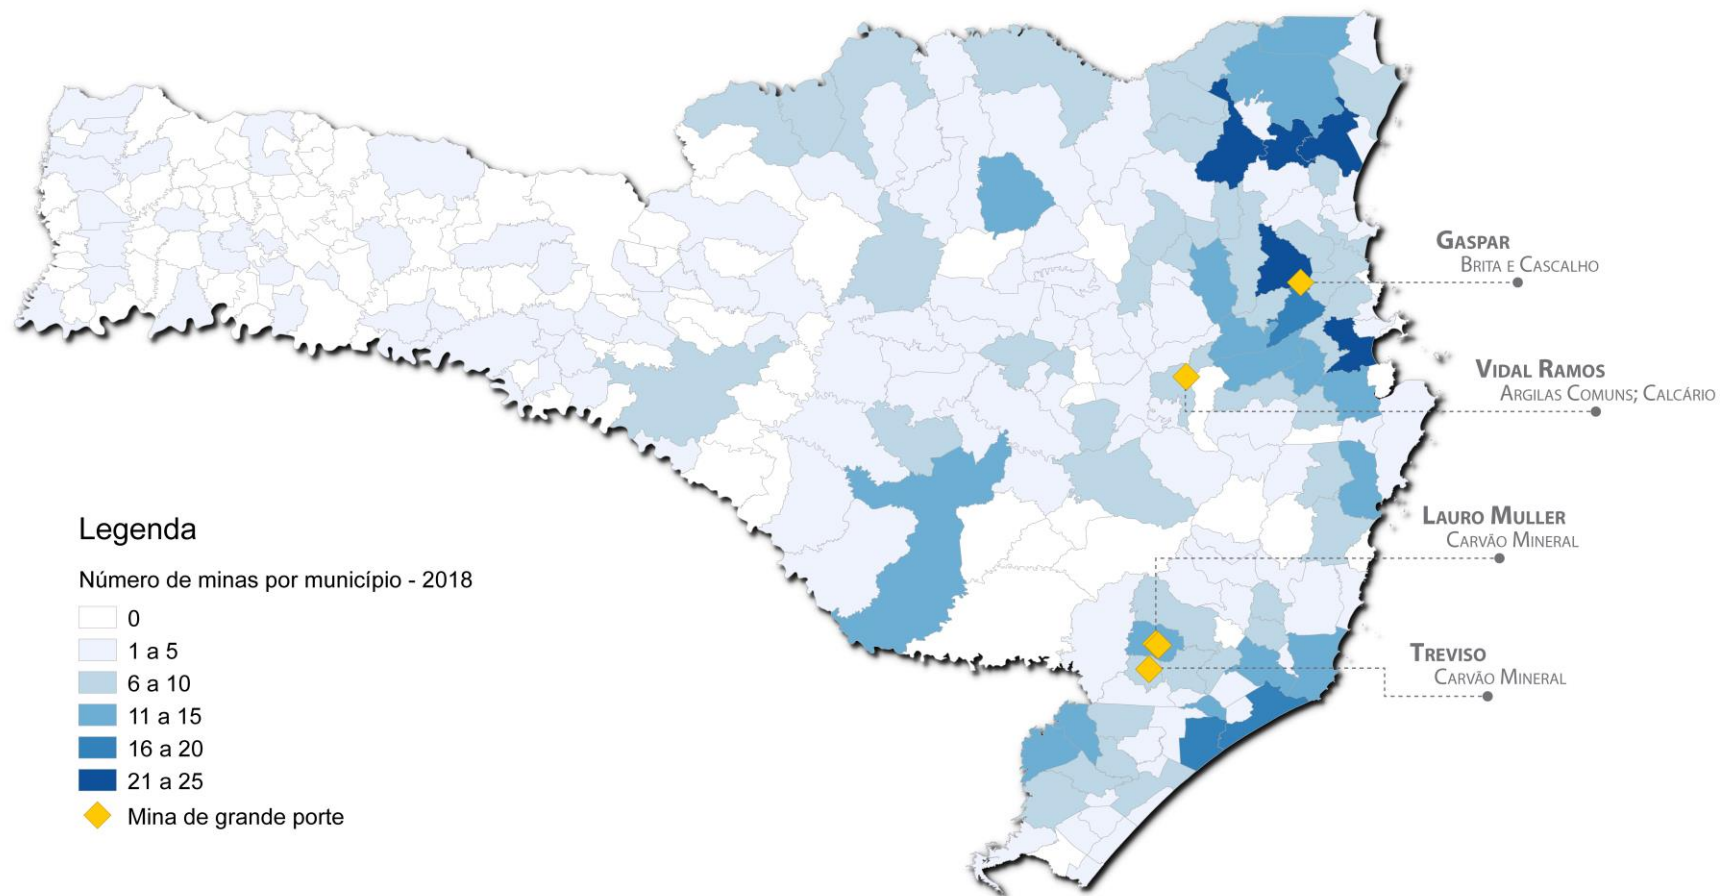 GASPAR
BRITA E CASCALHO
VIDAL RAMOS
ARGILAS COMUNS; CALCÁRIO
LAURO MULLER
CARVÃO MINERAL
TREVISO
CARVÃO MINERAL
Legenda
Número de minas por município - 2018
0
1 a 5
6 a 10
11 a 15
16 a 20
21 a 25
Mina de grande porte